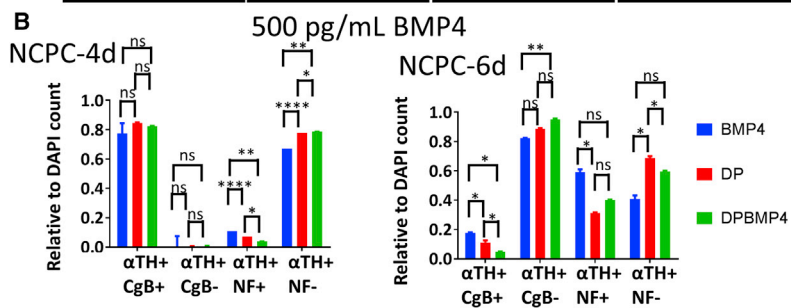 B
500 pg/mL BMP4
NCPC-4d
NCPC-6d
ns
ns
ns
ns
ns
ns
**
****
*
**
*
****
Relative to DAPI count
1.0
0.8
0.6
0.4
0.2
0.0
αTH+ αTH+ αTH+ αTH+
CgB+ CgB- NF+ NF-
*
*
*
**
ns
ns
ns
*
ns
ns
*
*
Relative to DAPI count
1.0
0.8
0.6
0.4
0.2
0.0
αTH+ αTH+ αTH+ αTH+
CgB+ CgB- NF+ NF-
BMP4
DP
DPBMP4